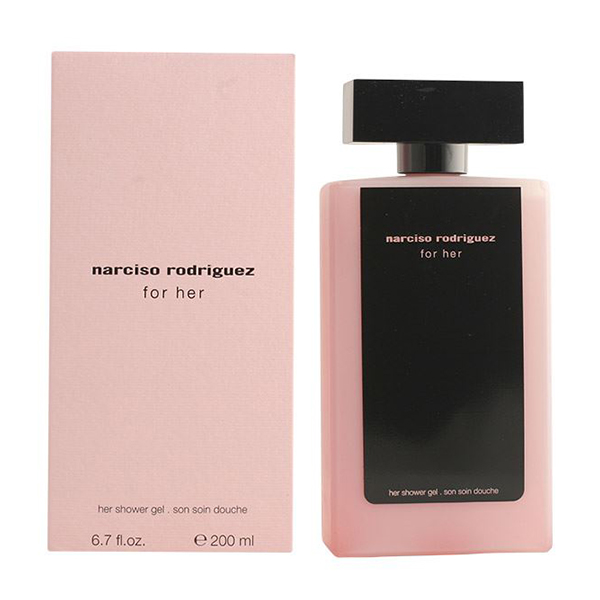 narciso rodriguez
for her
her shower gel . son soin douche
6.7 fl.oz. ℮ 200 ml
narciso rodriguez
for her
her shower gel . son soin douche